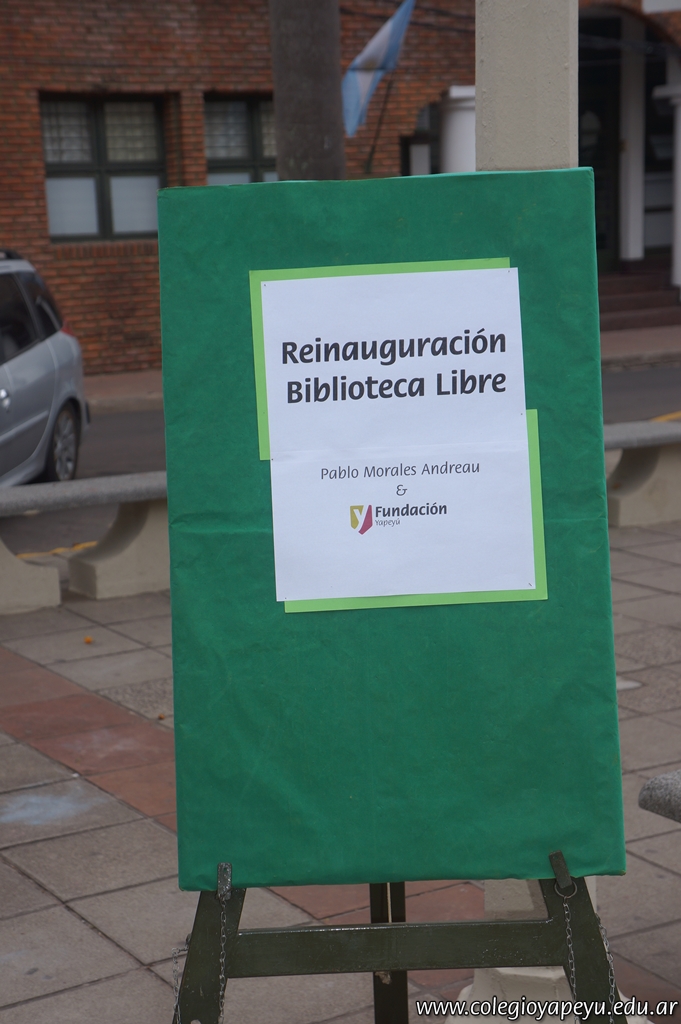 Reinauguración
Biblioteca Libre
Pablo Morales Andreau
&
Fundación
Yapeyú
www.colegioyapeyu.edu.ar